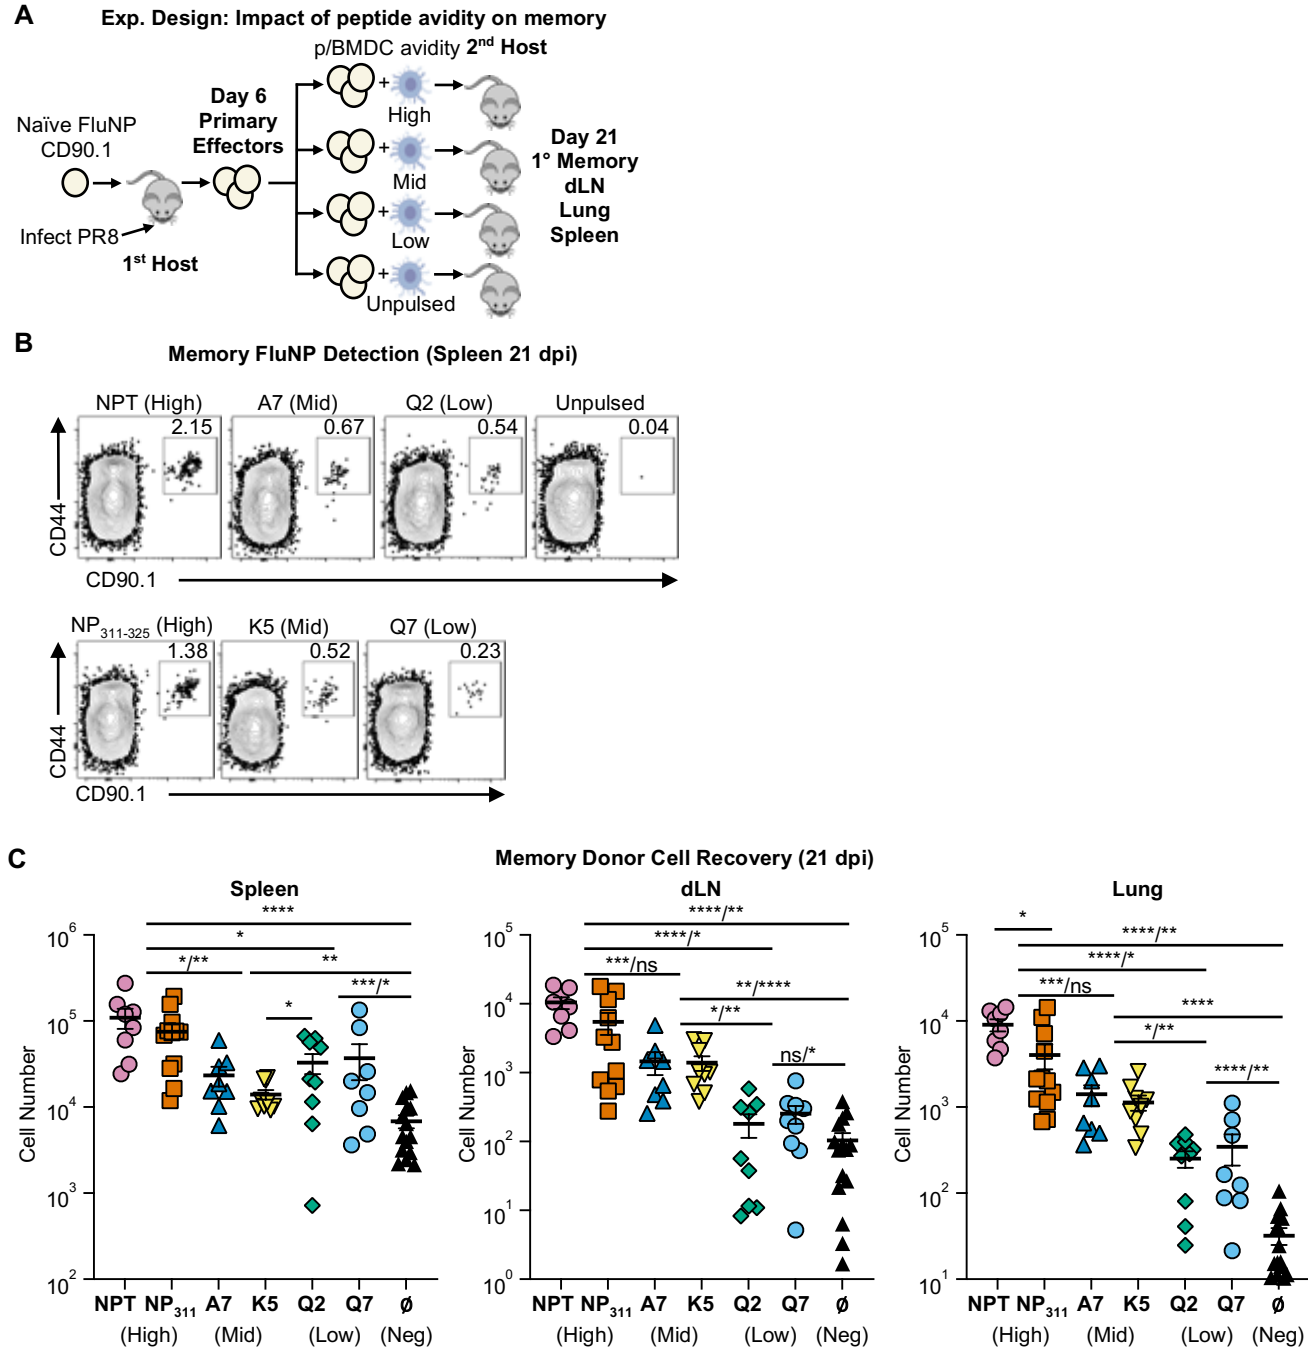 A
Exp. Design: Impact of peptide avidity on memory
p/BMDC avidity 2nd Host
Naïve FluNP
CD90.1
Day 6
Primary
Effectors
+
High
+
Mid
+
Low
+
Unpulsed
Day 21
1° Memory
dLN
Lung
Spleen
Infect PR8
1st Host
B
Memory FluNP Detection (Spleen 21 dpi)
NPT (High) A7 (Mid) Q2 (Low) Unpulsed
2.15 0.67 0.54 0.04
CD44
CD90.1
NP311-325 (High) K5 (Mid) Q7 (Low)
1.38 0.52 0.23
CD44
CD90.1
C
Memory Donor Cell Recovery (21 dpi)
Spleen
****
*
*/**
**
***/*
*
Cell Number
10^6
10^5
10^4
10^3
10^2
NPT NP311 A7 K5 Q2 Q7 ø
(High) (Mid) (Low) (Neg)
dLN
****/**
****/*
***/ns
**/****
*/**
ns/*
Cell Number
10^5
10^4
10^3
10^2
10^1
10^0
NPT NP311 A7 K5 Q2 Q7 ø
(High) (Mid) (Low) (Neg)
Lung
*
****/**
****/*
***/ns
****
*/**
****/**
Cell Number
10^5
10^4
10^3
10^2
10^1
NPT NP311 A7 K5 Q2 Q7 ø
(High) (Mid) (Low) (Neg)